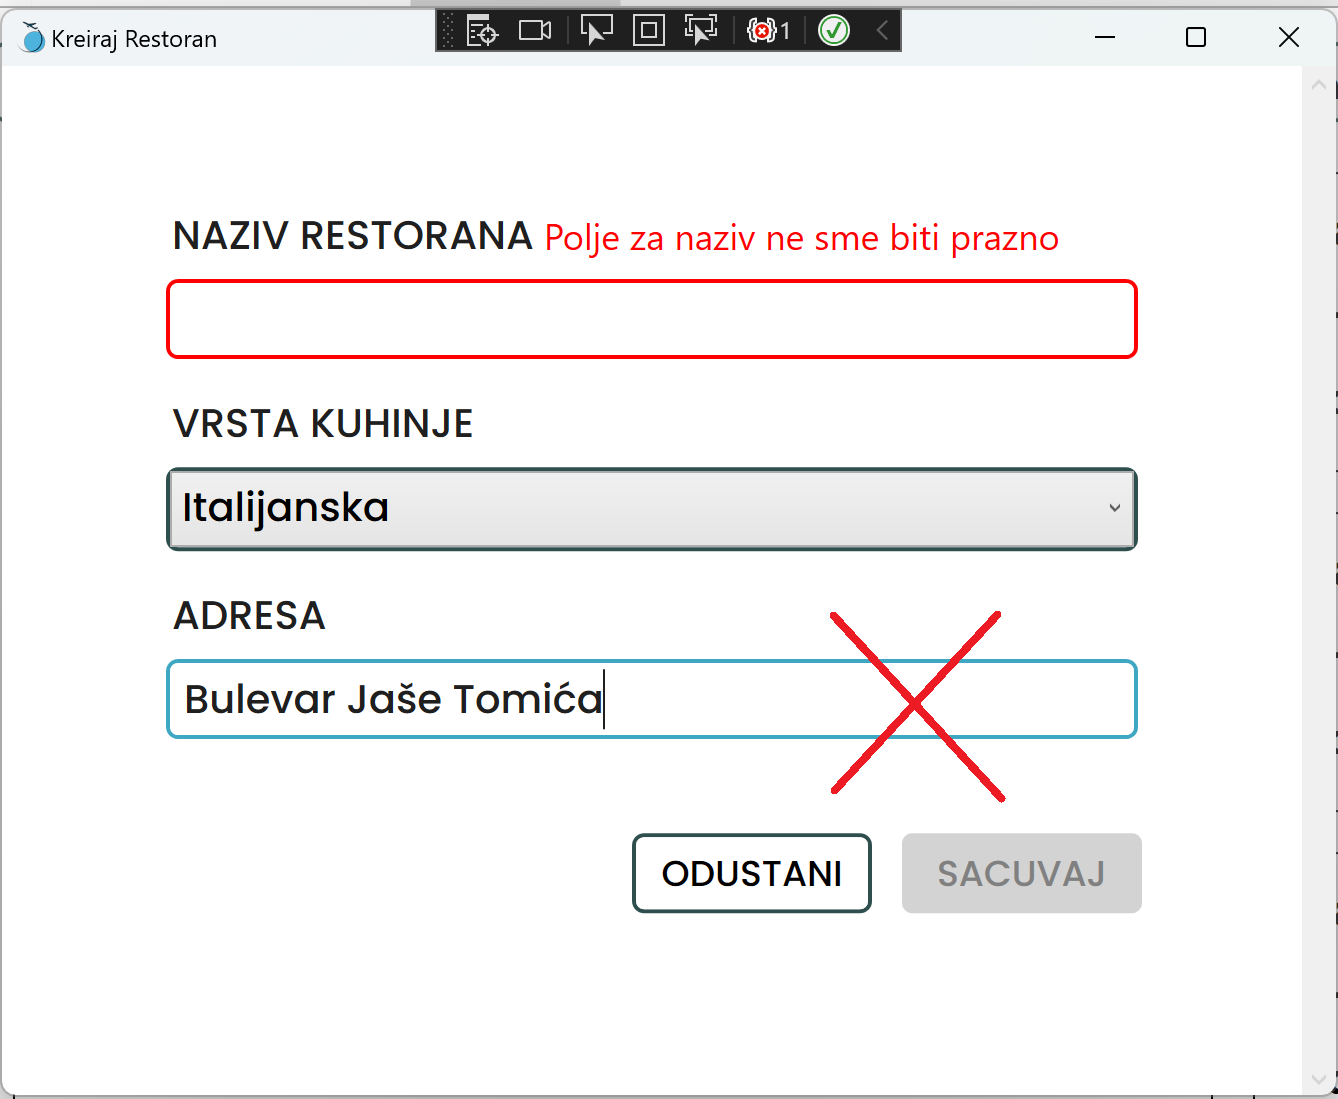 Kreiraj Restoran
1
NAZIV RESTORANA Polje za naziv ne sme biti prazno
VRSTA KUHINJE
Italijanska
ADRESA
Bulevar Jaše Tomića
ODUSTANI SACUVAJ